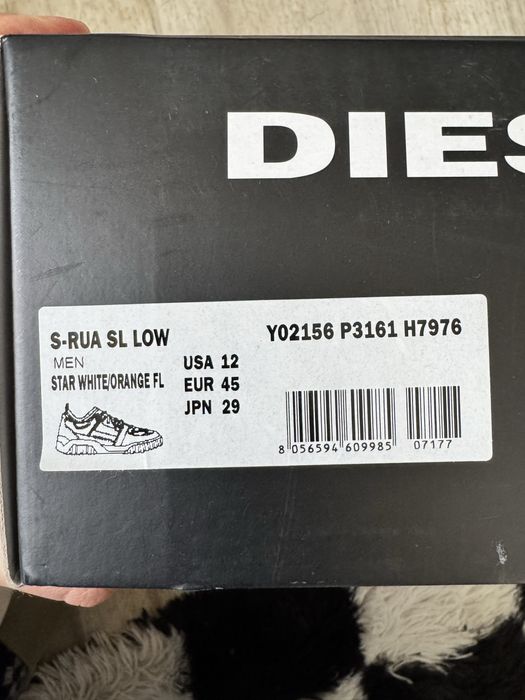 DIES
S-RUA SL LOW
Y02156 P3161 H7976
MEN
STAR WHITE/ORANGE FL
USA 12
EUR 45
JPN 29
8 056594 609985
07177